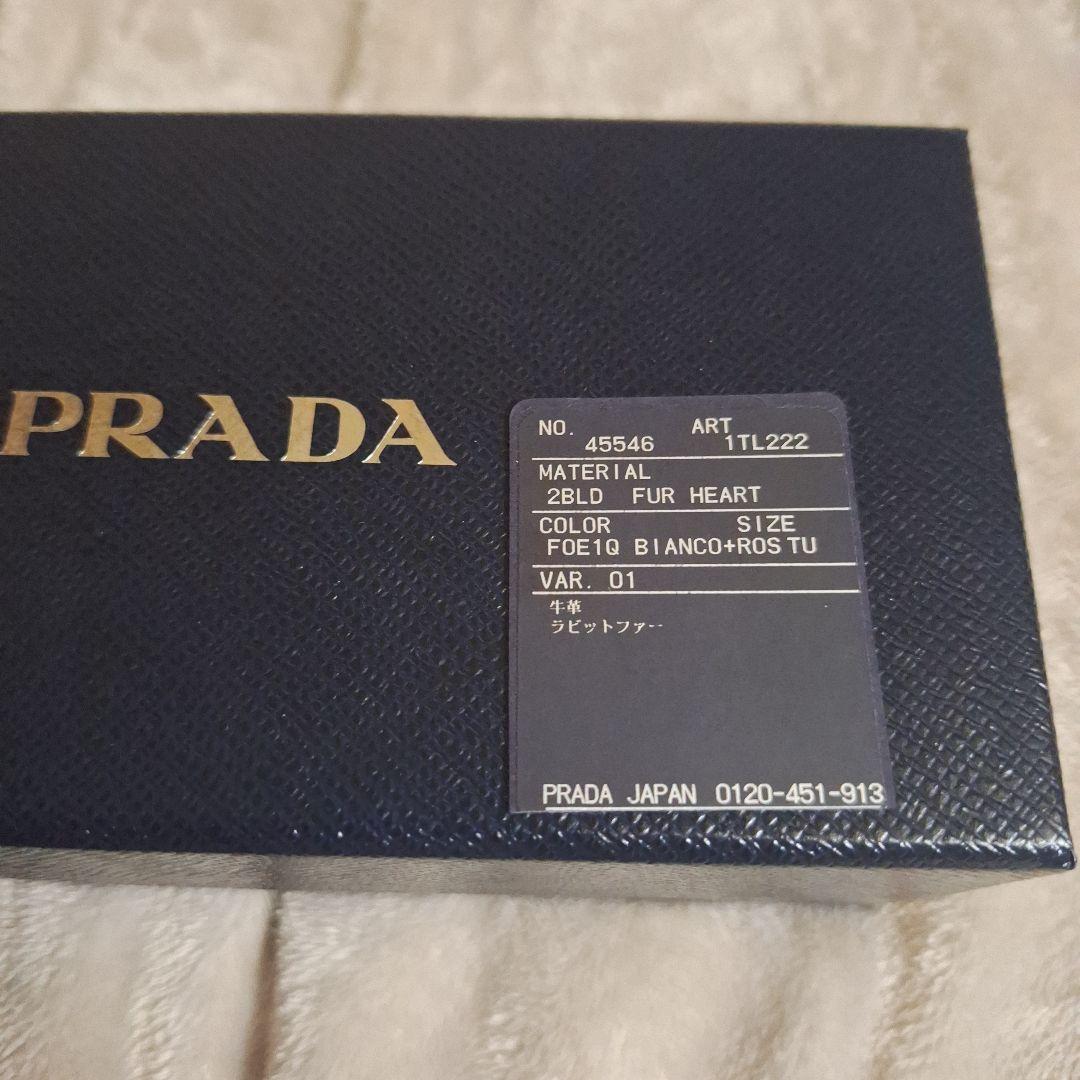 PRADA
NO. ART
45546 1TL222
MATERIAL
2BLD FUR HEART
COLOR SIZE
F0E1Q BIANCO+ROS TU
VAR. 01
牛革
ラビットファー
PRADA JAPAN 0120-451-913